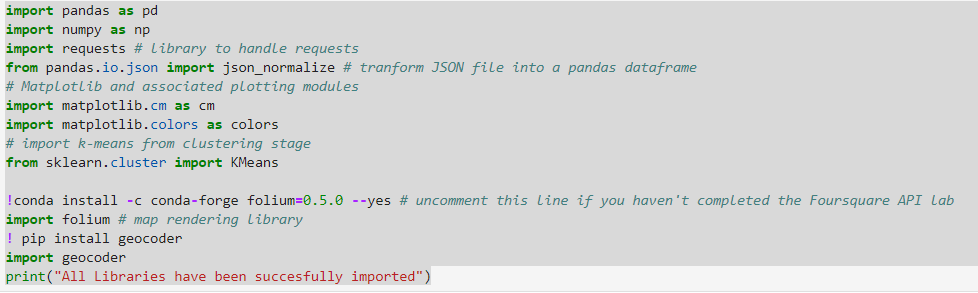 import pandas as pd
import numpy as np
import requests # library to handle requests
from pandas.io.json import json_normalize # tranform JSON file into a pandas dataframe
# Matplotlib and associated plotting modules
import matplotlib.cm as cm
import matplotlib.colors as colors
# import k-means from clustering stage
from sklearn.cluster import KMeans
!conda install -c conda-forge folium=0.5.0 --yes # uncomment this line if you haven't completed the Foursquare API lab
import folium # map rendering library
! pip install geocoder
import geocoder
print("All Libraries have been succesfully imported")